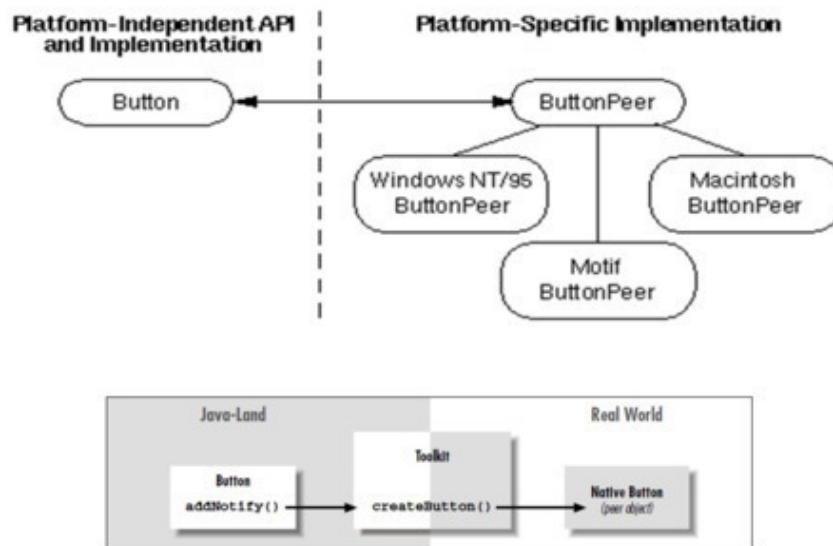 Platform-Independent API
and Implementation
Platform-Specific Implementation
Button
ButtonPeer
Windows NT/95
ButtonPeer
Macintosh
ButtonPeer
Motif
ButtonPeer
Java-Land
Real World
Toolkit
Button
addNotify()
createButton()
Native Button
(peer object)